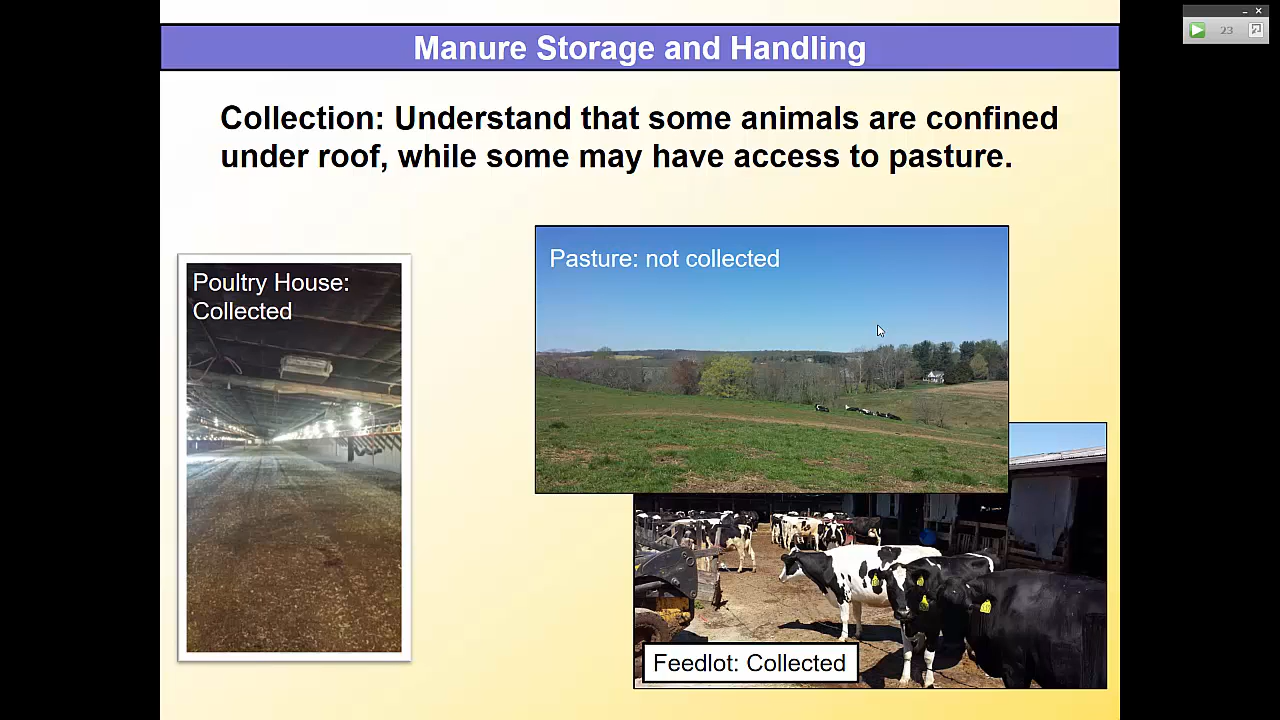 Manure Storage and Handling
23
Collection: Understand that some animals are confined
under roof, while some may have access to pasture.
Poultry House:
Collected
Pasture: not collected
Feedlot: Collected